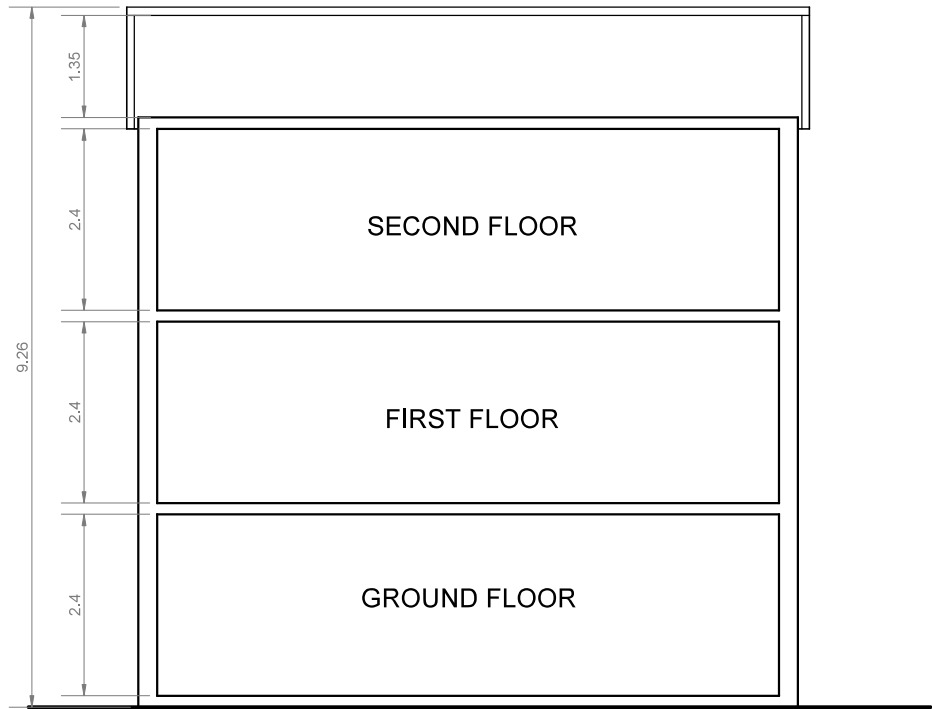 1.35
2.4
SECOND FLOOR
9.26
2.4
FIRST FLOOR
2.4
GROUND FLOOR